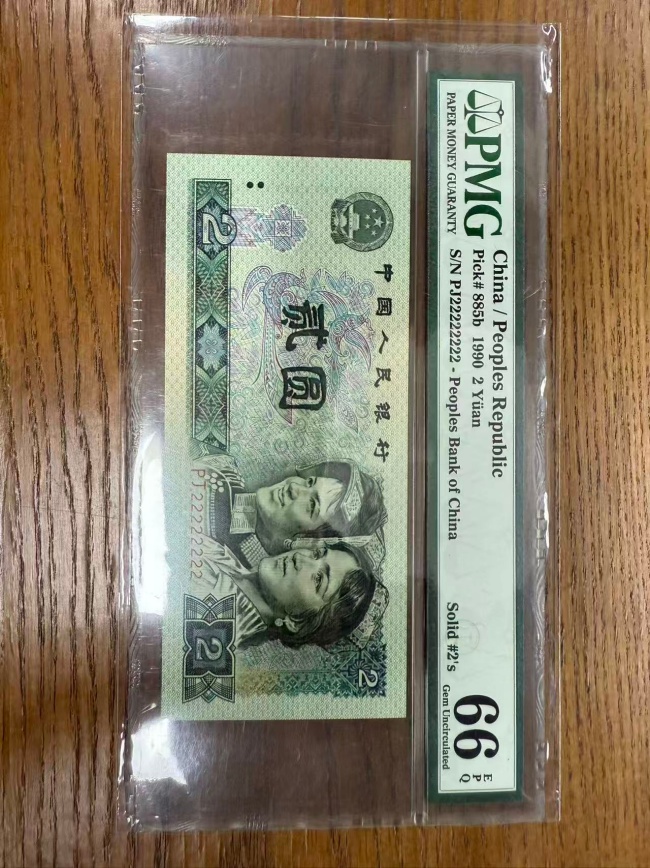 PMG
PAPER MONEY GUARANTY
China / Peoples Republic
Pick# 885b 1990 2 Yüan
S/N PJ22222222 - Peoples Bank of China
Solid #2's
66
EPQ
Gem Uncirculated
中国人民银行
贰圆
2
PJ22222222
2
2